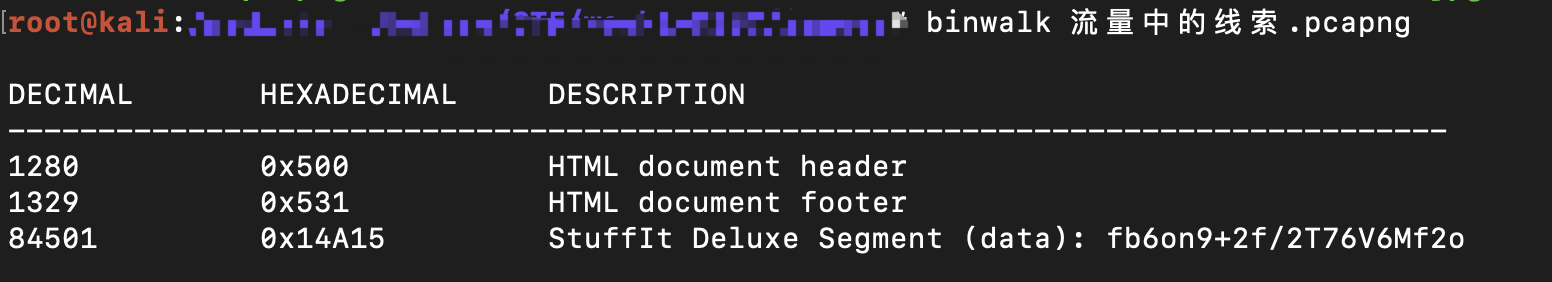 root@kali: binwalk 流量中的线索.pcapng
DECIMAL HEXADECIMAL DESCRIPTION
--------------------------------------------------------------------------------
1280 0x500 HTML document header
1329 0x531 HTML document footer
84501 0x14A15 StuffIt Deluxe Segment (data): fb6on9+2f/2T76V6Mf2o